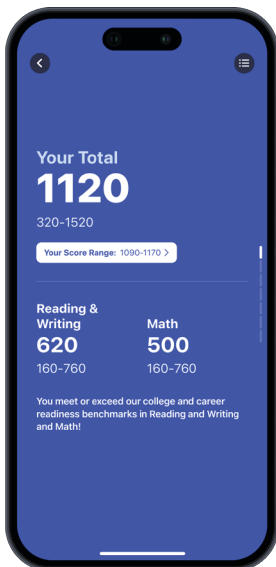 Your Total
1120
320-1520
Your Score Range: 1090-1170 >
Reading &
Writing
620
160-760
Math
500
160-760
You meet or exceed our college and career
readiness benchmarks in Reading and Writing
and Math!